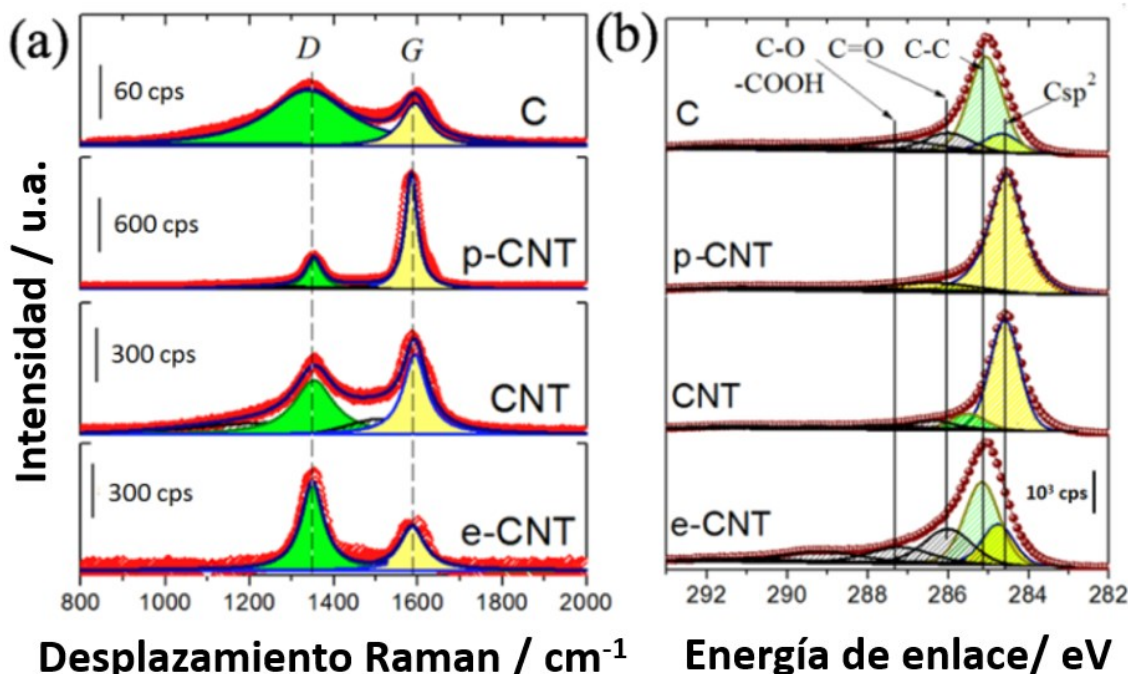 (a)
D G
60 cps
C
600 cps
p-CNT
300 cps
CNT
300 cps
e-CNT
800 1000 1200 1400 1600 1800 2000
Desplazamiento Raman / cm-1
Intensidad / u.a.
(b)
C-O C=O C-C
-COOH
Csp2
C
p-CNT
CNT
10³ cps
e-CNT
292 290 288 286 284 282
Energía de enlace/ eV